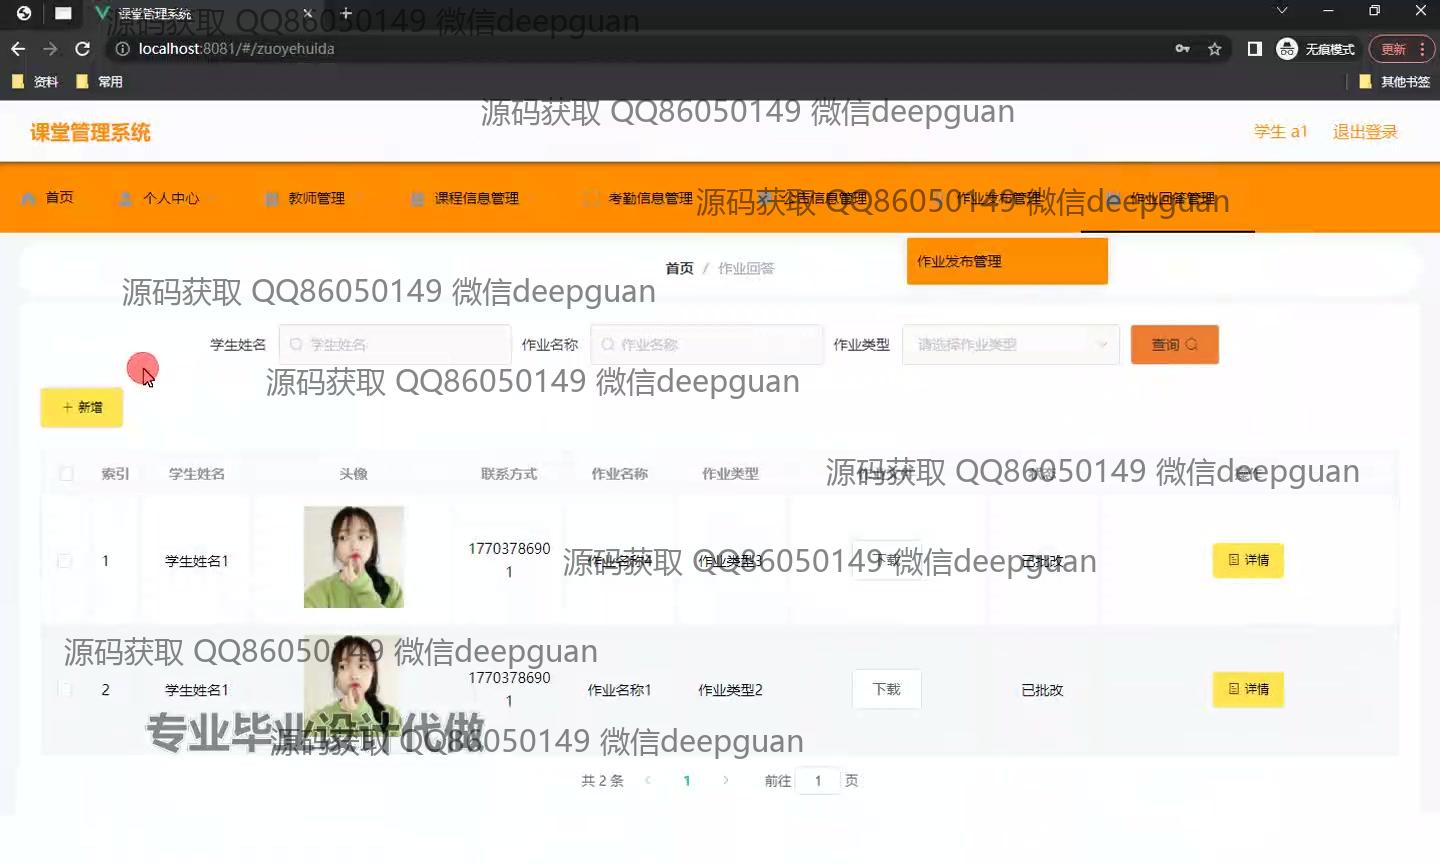 课堂管理系统
源码获取 QQ86050149 微信deepguan
localhost:8081/#/zuoyehuida
无痕模式
更新
资料
常用
其他书签
源码获取 QQ86050149 微信deepguan
课堂管理系统
学生 a1
退出登录
首页
个人中心
教师管理
课程信息管理
考勤信息管理
公告信息管理
作业发布管理
作业回答管理
源码获取 QQ86050149 微信deepguan
作业发布管理
首页 / 作业回答
源码获取 QQ86050149 微信deepguan
学生姓名
学生姓名
作业名称
作业名称
作业类型
请选择作业类型
查询
源码获取 QQ86050149 微信deepguan
+ 新增
索引
学生姓名
头像
联系方式
作业名称
作业类型
源码获取 QQ86050149 微信deepguan
1
学生姓名1
1770378690
1
作业名称4
作业类型3
下载
已批改
详情
源码获取 QQ86050149 微信deepguan
源码获取 QQ86050149 微信deepguan
2
学生姓名1
1770378690
1
作业名称1
作业类型2
下载
已批改
详情
专业毕业设计代做
源码获取 QQ86050149 微信deepguan
共 2 条
1
前往 1 页